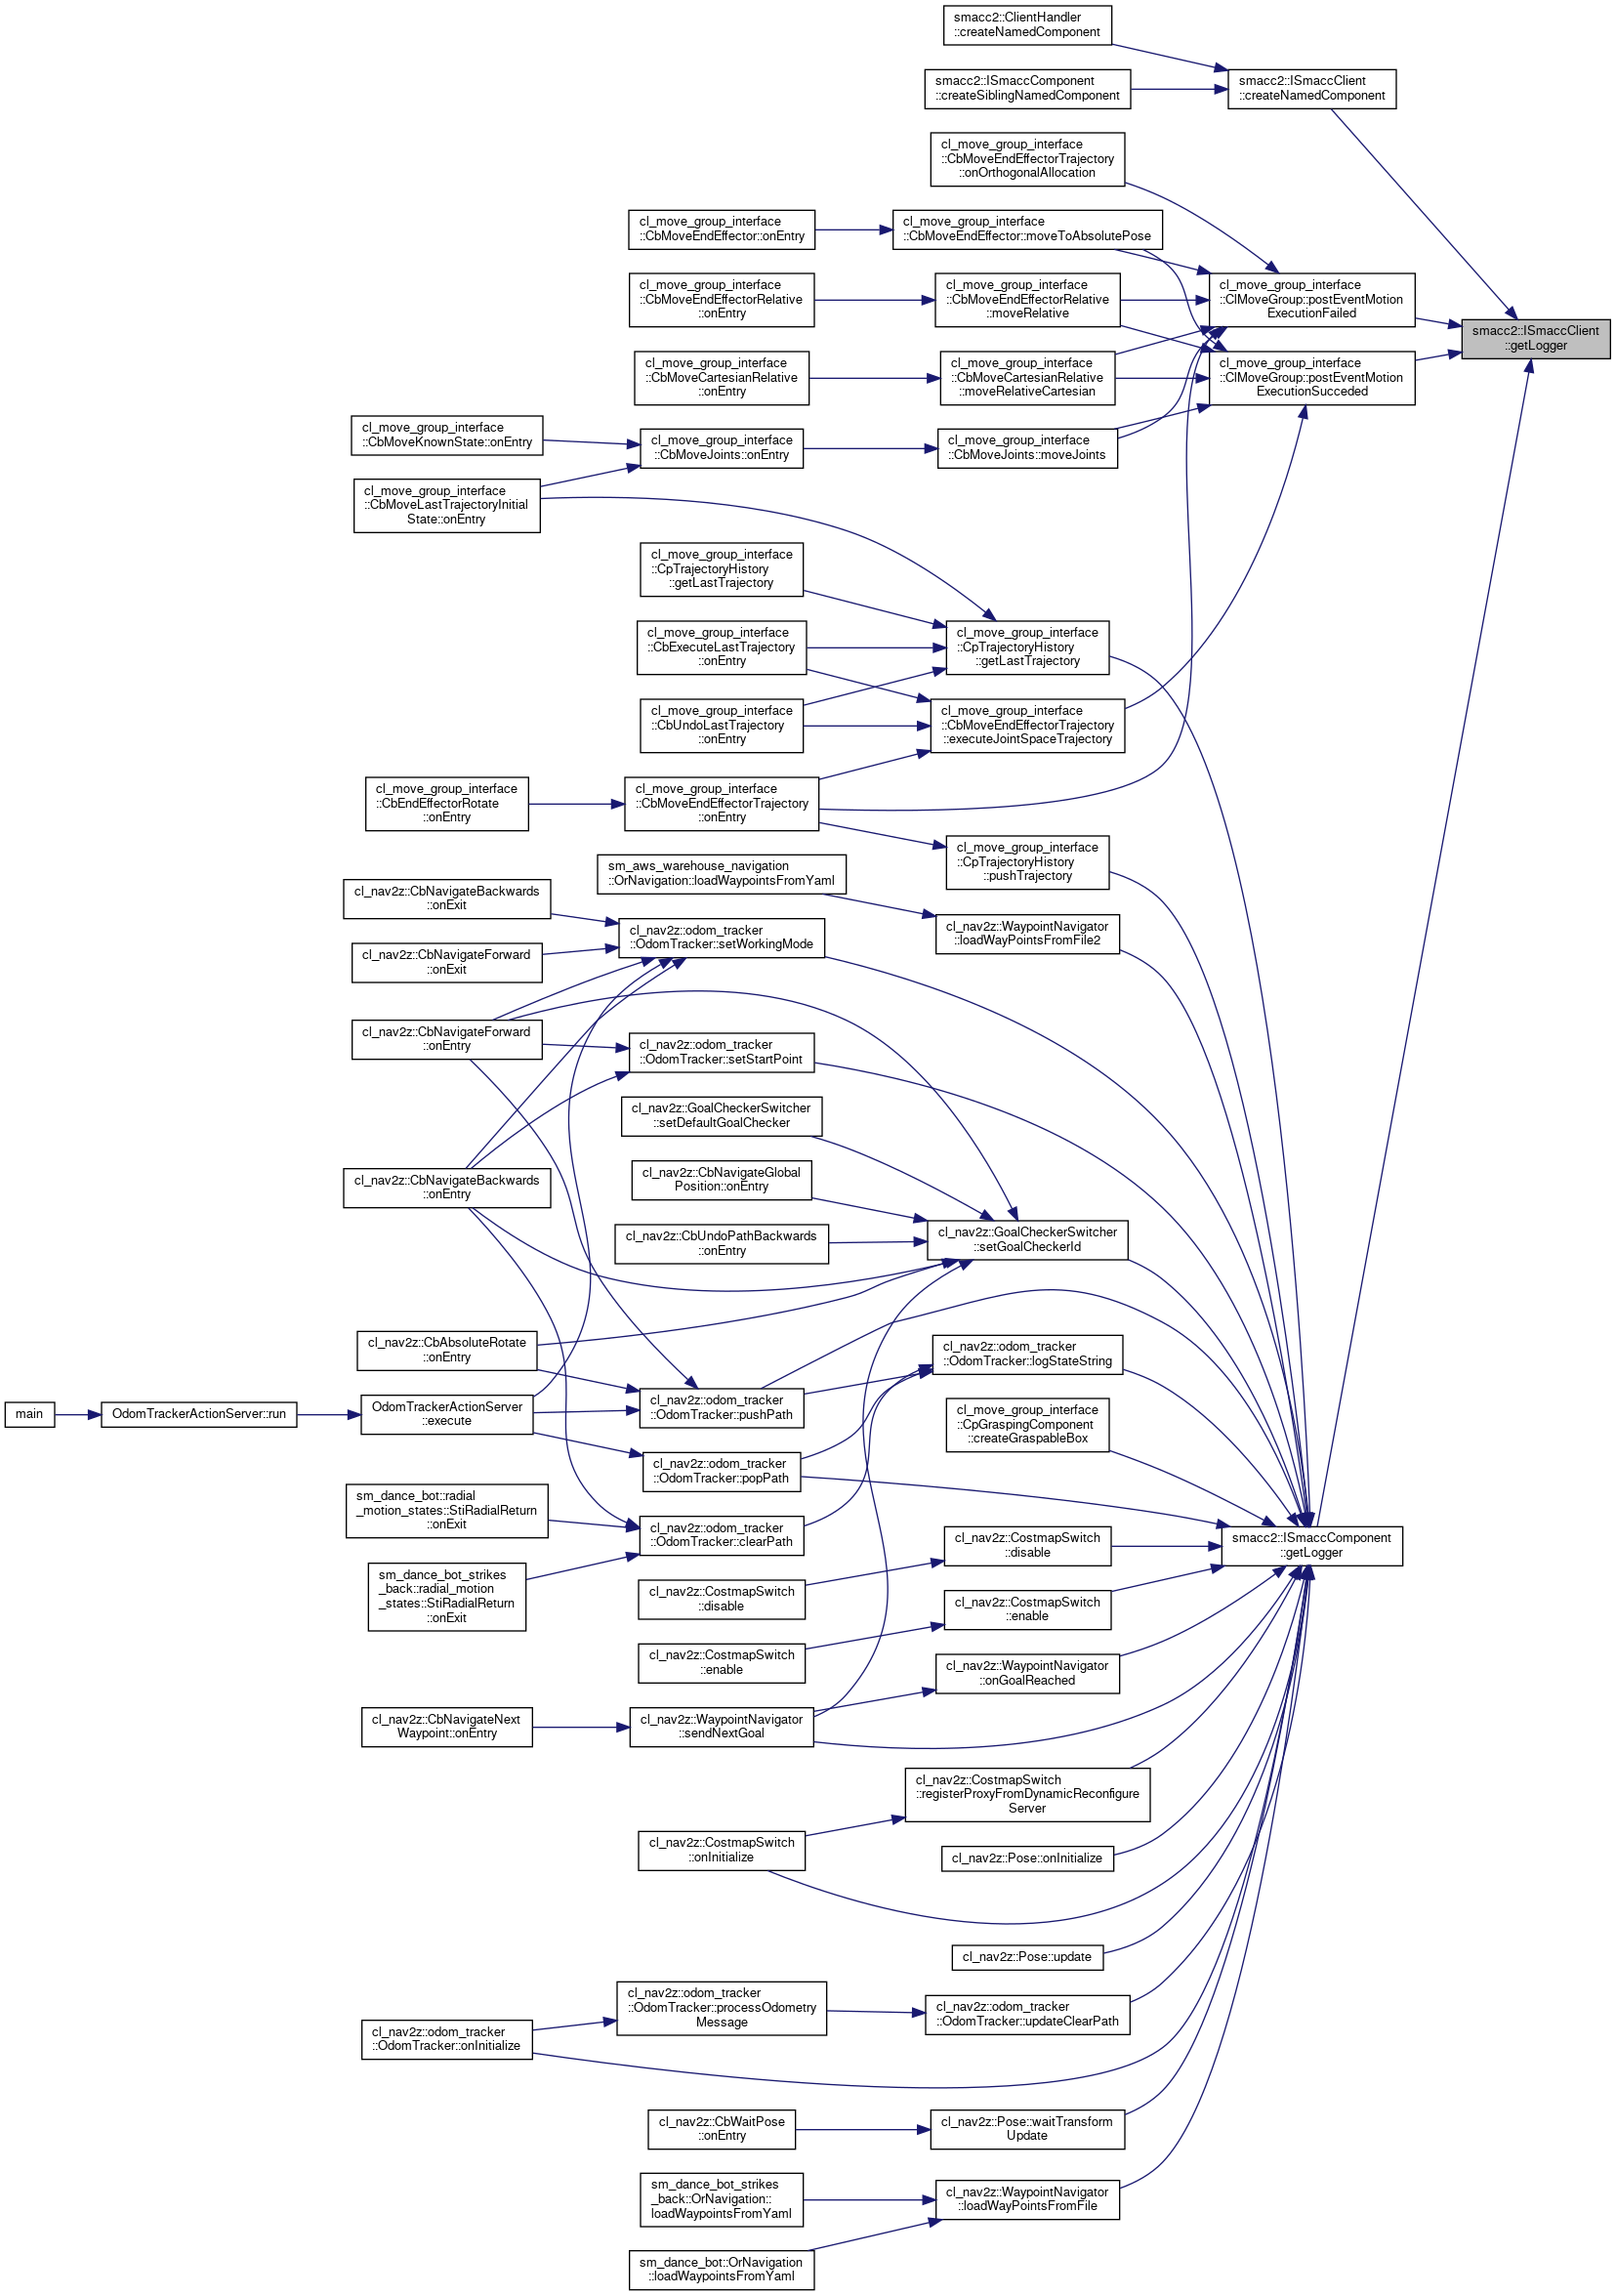 smacc2::ClientHandler
::createNamedComponent
smacc2::ISmaccComponent
::createSiblingNamedComponent
smacc2::ISmaccClient
::createNamedComponent
cl_move_group_interface
::CbMoveEndEffectorTrajectory
::onOrthogonalAllocation
cl_move_group_interface
::CbMoveEndEffector::onEntry
cl_move_group_interface
::CbMoveEndEffector::moveToAbsolutePose
cl_move_group_interface
::CbMoveEndEffectorRelative
::onEntry
cl_move_group_interface
::CbMoveEndEffectorRelative
::moveRelative
cl_move_group_interface
::ClMoveGroup::postEventMotion
ExecutionFailed
smacc2::ISmaccClient
::getLogger
cl_move_group_interface
::CbMoveCartesianRelative
::onEntry
cl_move_group_interface
::CbMoveCartesianRelative
::moveRelativeCartesian
cl_move_group_interface
::ClMoveGroup::postEventMotion
ExecutionSucceded
cl_move_group_interface
::CbMoveKnownState::onEntry
cl_move_group_interface
::CbMoveJoints::onEntry
cl_move_group_interface
::CbMoveJoints::moveJoints
cl_move_group_interface
::CbMoveLastTrajectoryInitial
State::onEntry
cl_move_group_interface
::CpTrajectoryHistory
::getLastTrajectory
cl_move_group_interface
::CbExecuteLastTrajectory
::onEntry
cl_move_group_interface
::CpTrajectoryHistory
::getLastTrajectory
cl_move_group_interface
::CbUndoLastTrajectory
::onEntry
cl_move_group_interface
::CbMoveEndEffectorTrajectory
::executeJointSpaceTrajectory
cl_move_group_interface
::CbEndEffectorRotate
::onEntry
cl_move_group_interface
::CbMoveEndEffectorTrajectory
::onEntry
cl_move_group_interface
::CpTrajectoryHistory
::pushTrajectory
sm_aws_warehouse_navigation
::OrNavigation::loadWaypointsFromYaml
cl_nav2z::WaypointNavigator
::loadWayPointsFromFile2
cl_nav2z::CbNavigateBackwards
::onExit
cl_nav2z::odom_tracker
::OdomTracker::setWorkingMode
cl_nav2z::CbNavigateForward
::onExit
cl_nav2z::CbNavigateForward
::onEntry
cl_nav2z::odom_tracker
::OdomTracker::setStartPoint
cl_nav2z::GoalCheckerSwitcher
::setDefaultGoalChecker
cl_nav2z::CbNavigateGlobal
Position::onEntry
cl_nav2z::CbNavigateBackwards
::onEntry
cl_nav2z::CbUndoPathBackwards
::onEntry
cl_nav2z::GoalCheckerSwitcher
::setGoalCheckerId
cl_nav2z::CbAbsoluteRotate
::onEntry
cl_nav2z::odom_tracker
::OdomTracker::logStateString
main
OdomTrackerActionServer::run
OdomTrackerActionServer
::execute
cl_nav2z::odom_tracker
::OdomTracker::pushPath
cl_move_group_interface
::CpGraspingComponent
::createGraspableBox
cl_nav2z::odom_tracker
::OdomTracker::popPath
sm_dance_bot::radial
_motion_states::StiRadialReturn
::onExit
cl_nav2z::odom_tracker
::OdomTracker::clearPath
cl_nav2z::CostmapSwitch
::disable
smacc2::ISmaccComponent
::getLogger
sm_dance_bot_strikes
_back::radial_motion
_states::StiRadialReturn
::onExit
cl_nav2z::CostmapSwitch
::disable
cl_nav2z::CostmapSwitch
::enable
cl_nav2z::CostmapSwitch
::enable
cl_nav2z::WaypointNavigator
::onGoalReached
cl_nav2z::CbNavigateNext
Waypoint::onEntry
cl_nav2z::WaypointNavigator
::sendNextGoal
cl_nav2z::CostmapSwitch
::registerProxyFromDynamicReconfigure
Server
cl_nav2z::CostmapSwitch
::onInitialize
cl_nav2z::Pose::onInitialize
cl_nav2z::Pose::update
cl_nav2z::odom_tracker
::OdomTracker::processOdometry
Message
cl_nav2z::odom_tracker
::OdomTracker::updateClearPath
cl_nav2z::odom_tracker
::OdomTracker::onInitialize
cl_nav2z::CbWaitPose
::onEntry
cl_nav2z::Pose::waitTransform
Update
sm_dance_bot_strikes
_back::OrNavigation::
loadWaypointsFromYaml
cl_nav2z::WaypointNavigator
::loadWayPointsFromFile
sm_dance_bot::OrNavigation
::loadWaypointsFromYaml